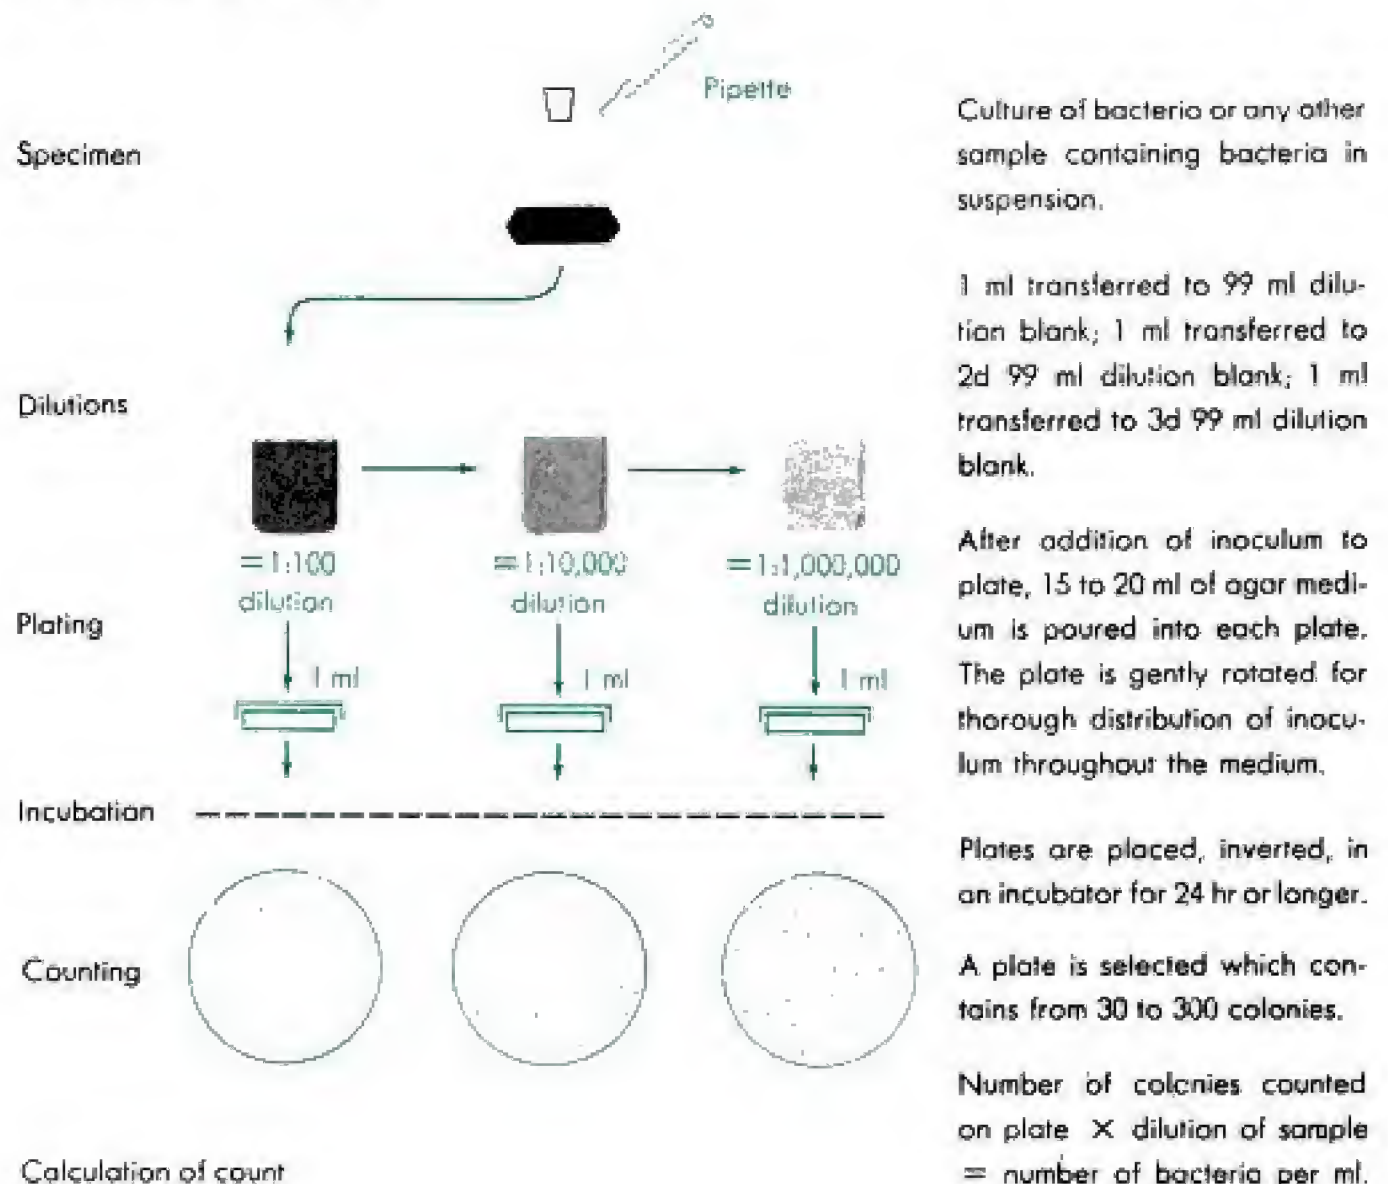 Pipette
Specimen
Culture of bacteria or any other
sample containing bacteria in
suspension.
Dilutions
1 ml transferred to 99 ml dilu-
tion blank; 1 ml transferred to
2d 99 ml dilution blank; 1 ml
transferred to 3d 99 ml dilution
blank.
=1:100
dilution
=1:10,000
dilution
=1:1,000,000
dilution
Plating
1 ml
1 ml
1 ml
After addition of inoculum to
plate, 15 to 20 ml of agar medi-
um is poured into each plate.
The plate is gently rotated for
thorough distribution of inocu-
lum throughout the medium.
Incubation
Plates are placed, inverted, in
an incubator for 24 hr or longer.
Counting
A plate is selected which con-
tains from 30 to 300 colonies.
Calculation of count
Number of colonies counted
on plate × dilution of sample
= number of bacteria per ml.